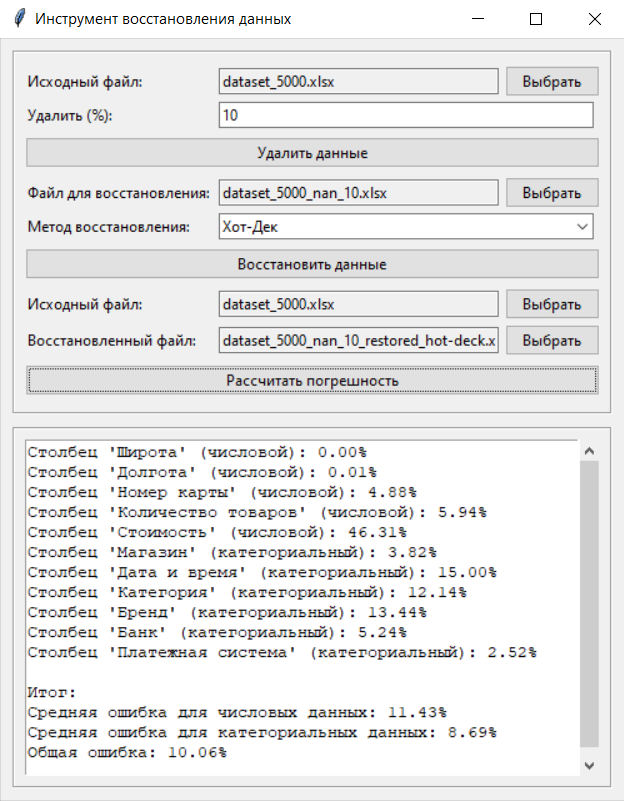 Инструмент восстановления данных
Исходный файл: dataset_5000.xlsx Выбрать
Удалить (%): 10
Удалить данные
Файл для восстановления: dataset_5000_nan_10.xlsx Выбрать
Метод восстановления: Хот-Дек
Восстановить данные
Исходный файл: dataset_5000.xlsx Выбрать
Восстановленный файл: dataset_5000_nan_10_restored_hot-deck.x Выбрать
Рассчитать погрешность
Столбец 'Широта' (числовой): 0.00%
Столбец 'Долгота' (числовой): 0.01%
Столбец 'Номер карты' (числовой): 4.88%
Столбец 'Количество товаров' (числовой): 5.94%
Столбец 'Стоимость' (числовой): 46.31%
Столбец 'Магазин' (категориальный): 3.82%
Столбец 'Дата и время' (категориальный): 15.00%
Столбец 'Категория' (категориальный): 12.14%
Столбец 'Бренд' (категориальный): 13.44%
Столбец 'Банк' (категориальный): 5.24%
Столбец 'Платежная система' (категориальный): 2.52%
Итог:
Средняя ошибка для числовых данных: 11.43%
Средняя ошибка для категориальных данных: 8.69%
Общая ошибка: 10.06%